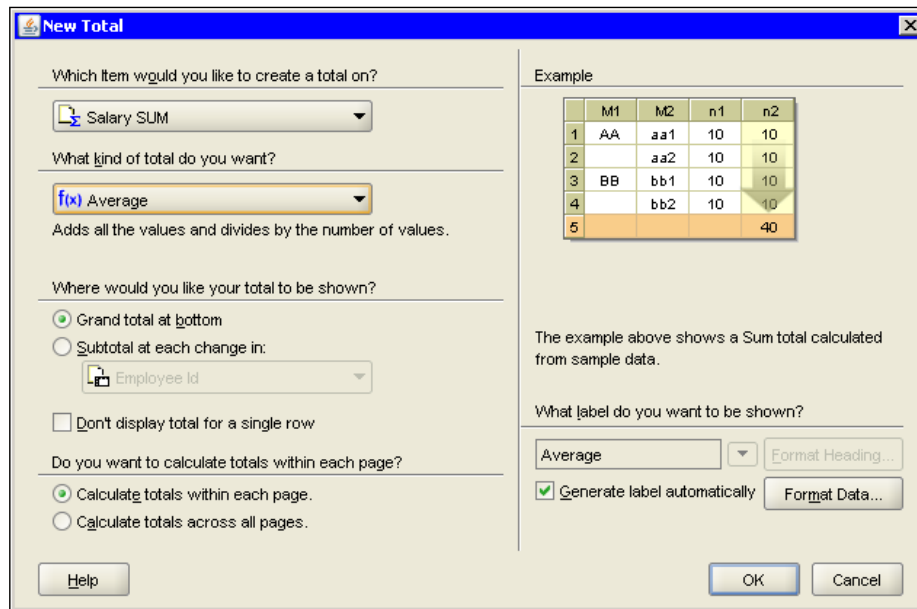 New Total
Which Item would you like to create a total on?
Salary SUM
What kind of total do you want?
f(x) Average
Adds all the values and divides by the number of values.
Where would you like your total to be shown?
Grand total at bottom
Subtotal at each change in:
Employee Id
Don't display total for a single row
Do you want to calculate totals within each page?
Calculate totals within each page.
Calculate totals across all pages.
Help
Example
M1 M2 n1 n2
1 AA aa1 10 10
2 aa2 10 10
3 BB bb1 10 10
4 bb2 10 10
5 40
The example above shows a Sum total calculated
from sample data.
What label do you want to be shown?
Average Format Heading...
Generate label automatically Format Data...
OK Cancel